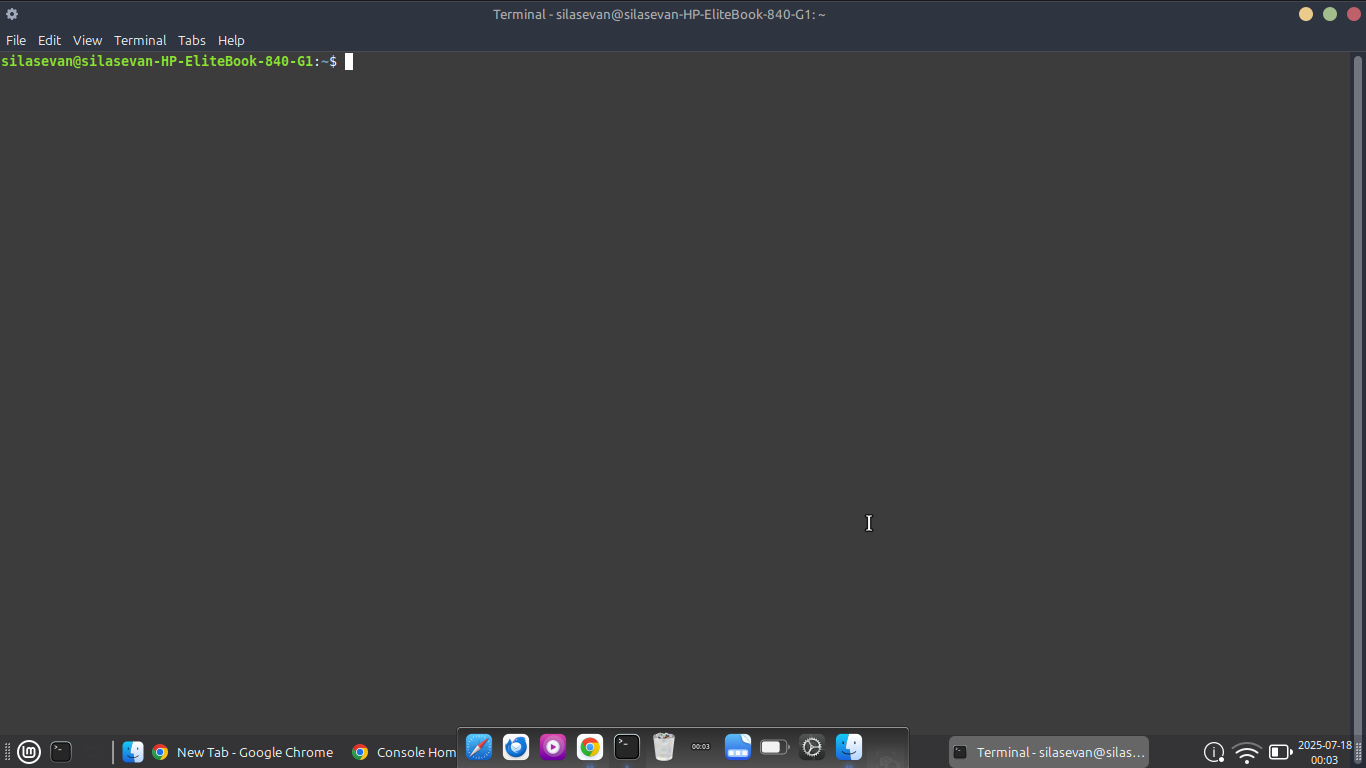 Terminal - silasevan@silasevan-HP-EliteBook-840-G1: ~
File Edit View Terminal Tabs Help
silasevan@silasevan-HP-EliteBook-840-G1:~$
New Tab - Google Chrome
Console Hom
00:03
Terminal - silasevan@silas...
2025-07-18
00:03